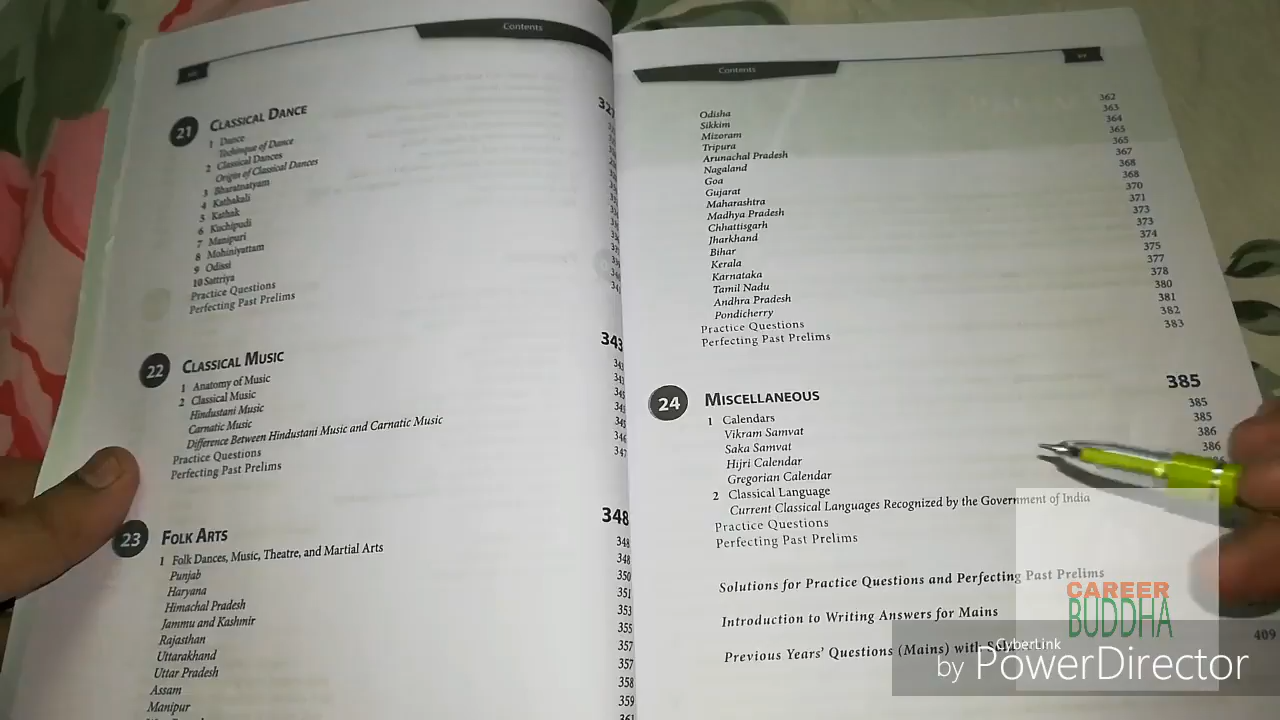 Contents
21 CLASSICAL DANCE
1 Dance
Techinque of Dance
2 Classical Dances
Origin of Classical Dances
3 Bharatnatyam
4 Kathakali
5 Kathak
6 Kuchipudi
7 Manipuri
8 Mohiniyattam
9 Odissi
10 Sattriya
Practice Questions
Perfecting Past Prelims
22 CLASSICAL MUSIC 343
1 Anatomy of Music
2 Classical Music
Hindustani Music
Carnatic Music
Difference Between Hindustani Music and Carnatic Music
Practice Questions
Perfecting Past Prelims
23 FOLK ARTS 348
1 Folk Dances, Music, Theatre, and Martial Arts 348
Punjab 348
Haryana 350
Himachal Pradesh 351
Jammu and Kashmir 353
Rajasthan 355
Uttarakhand 357
Uttar Pradesh 357
Assam 358
Manipur 359
Contents
Odisha 362
Sikkim 363
Mizoram 364
Tripura 365
Arunachal Pradesh 365
Nagaland 367
Goa 368
Gujarat 368
Maharashtra 370
Madhya Pradesh 371
Chhattisgarh 373
Jharkhand 373
Bihar 374
Kerala 375
Karnataka 377
Tamil Nadu 378
Andhra Pradesh 380
Pondicherry 381
Practice Questions 382
Perfecting Past Prelims 383
24 MISCELLANEOUS 385
1 Calendars 385
Vikram Samvat 385
Saka Samvat 386
Hijri Calendar 386
Gregorian Calendar
2 Classical Language
Current Classical Languages Recognized by the Government of India
Practice Questions
Perfecting Past Prelims
Solutions for Practice Questions and Perfecting Past Prelims
Introduction to Writing Answers for Mains
Previous Years' Questions (Mains) with 409
CAREER
BUDDHA
CyberLink
by PowerDirector